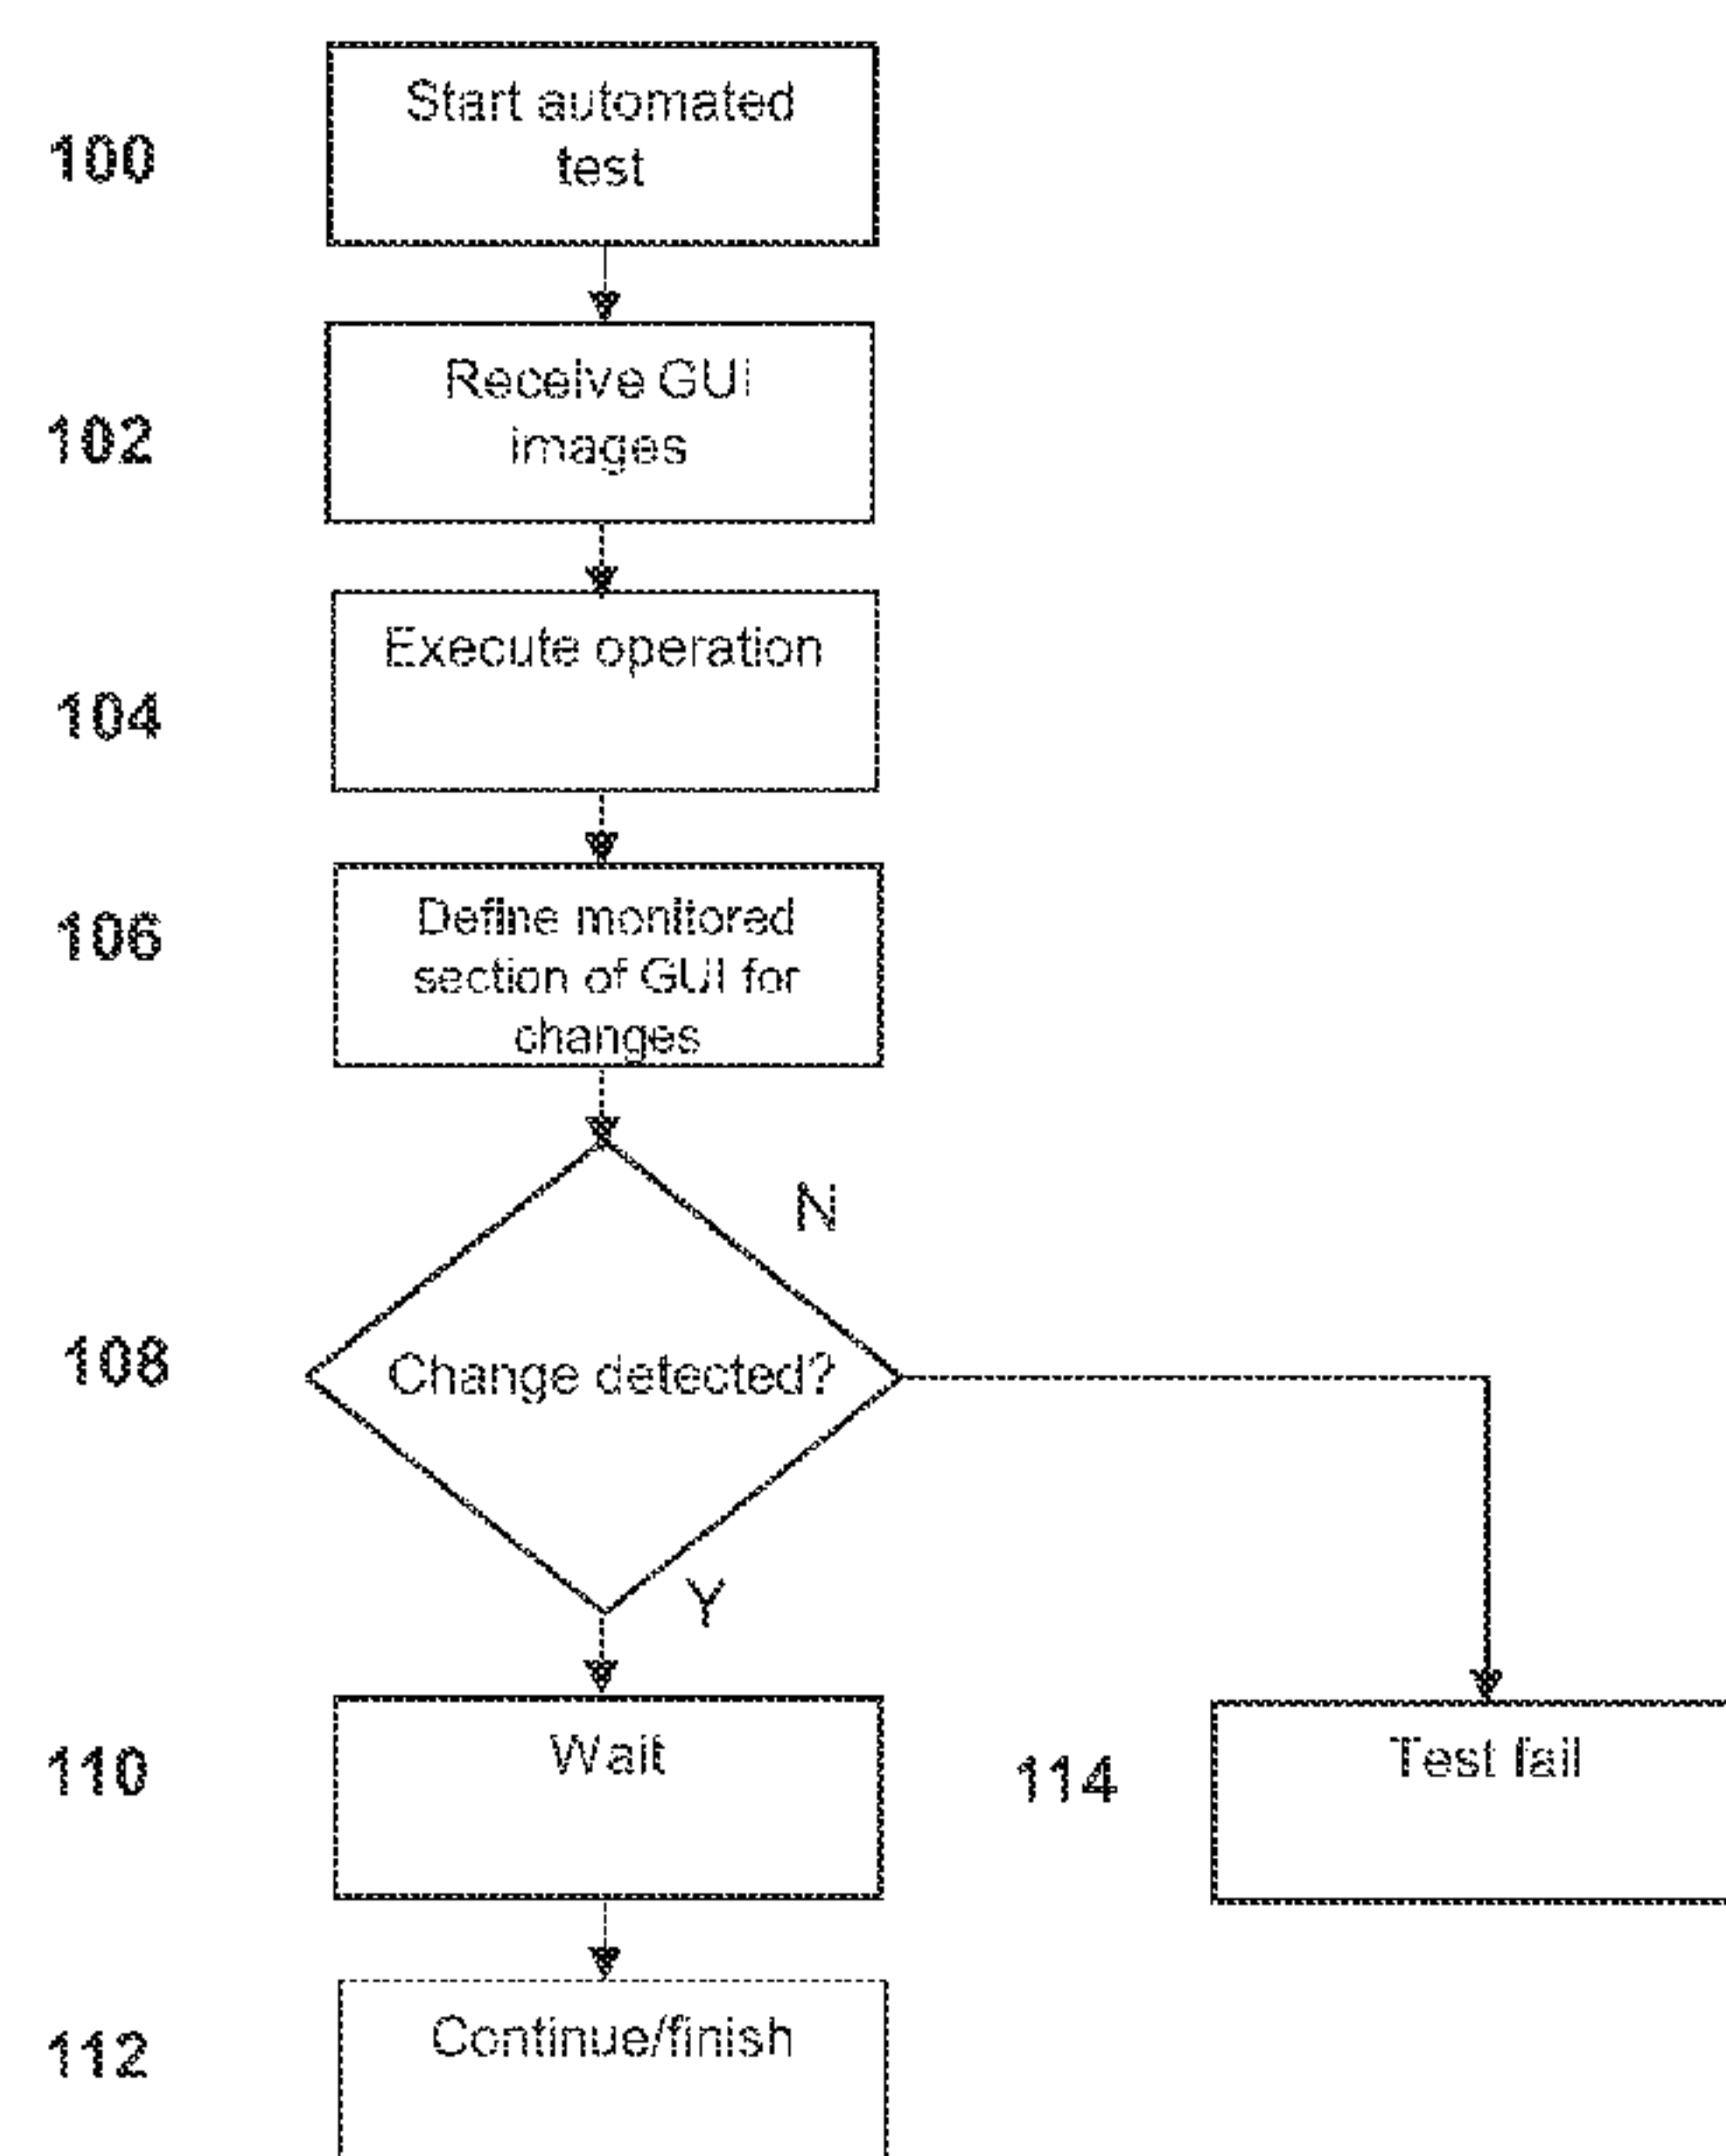 Start automated
test
100
Receive GUI
images
102
Execute operation
104
Define monitored
section of GUI for
changes
106
N
Change detected?
108
Y
Wait
110
Test fail
114
Continue/finish
112